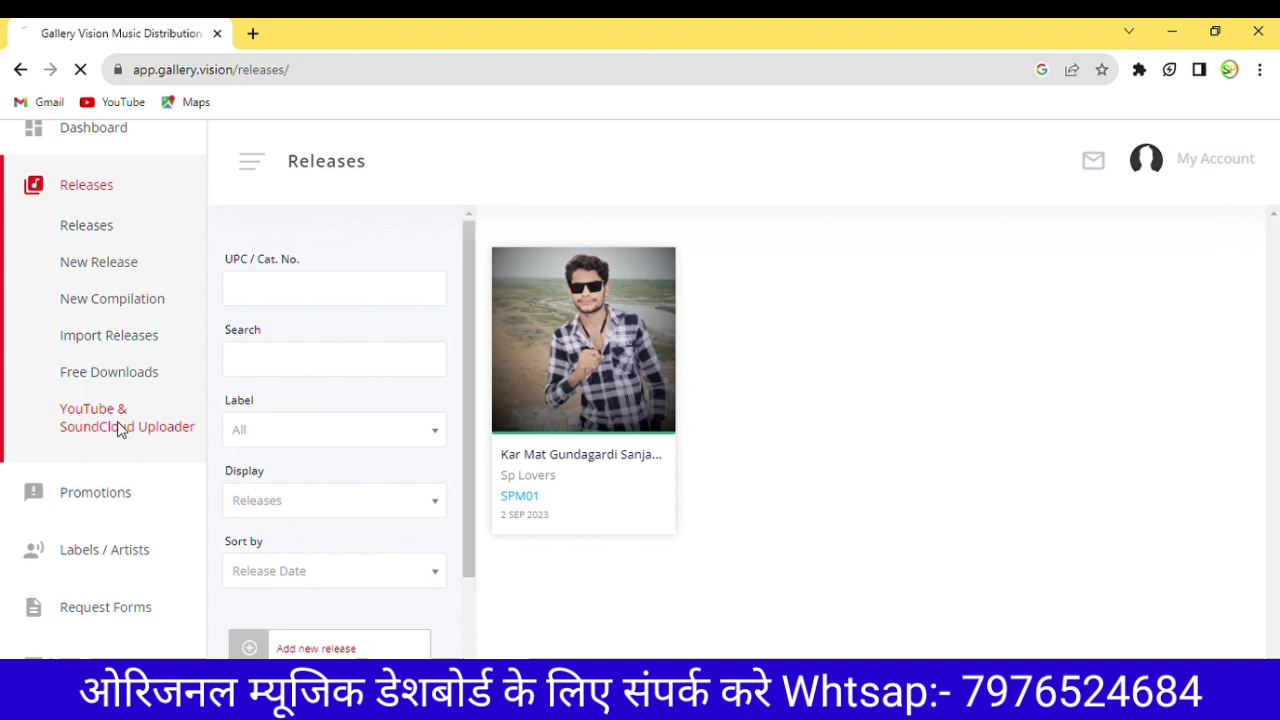 Gallery Vision Music Distribution
app.gallery.vision/releases/
Gmail YouTube Maps
Dashboard
Releases
Releases
New Release
New Compilation
Import Releases
Free Downloads
YouTube &
SoundCloud Uploader
Promotions
Labels / Artists
Request Forms
Releases
My Account
UPC / Cat. No.
Search
Label
All
Display
Releases
Sort by
Release Date
Add new release
Kar Mat Gundagardi Sanja...
Sp Lovers
SPM01
2 SEP 2023
ओरिजनल म्यूजिक डेशबोर्ड के लिए संपर्क करे Whtsap:- 7976524684